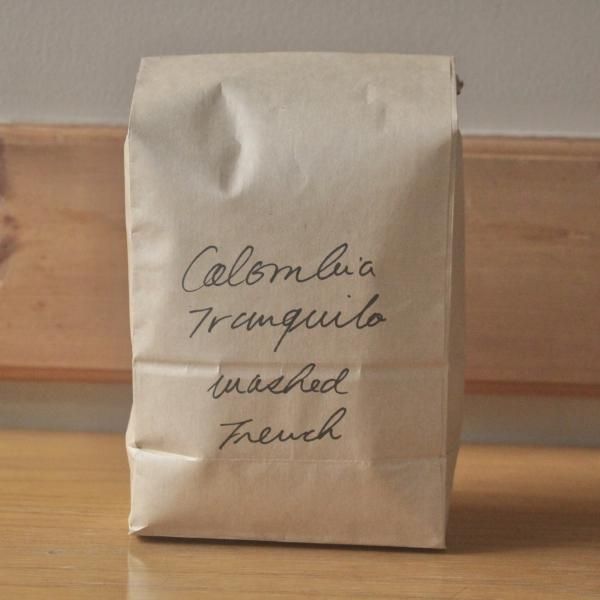 Colombia
Tranquilo
washed
French